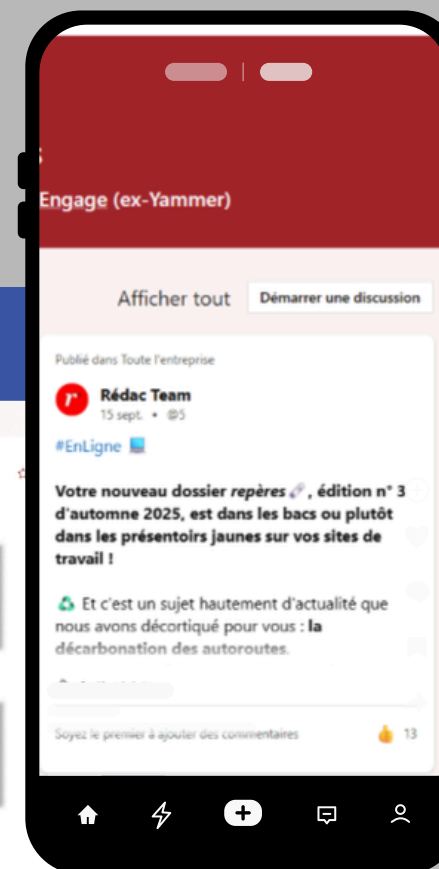 Engage (ex-Yammer)
Afficher tout
Démarrer une discussion
Publié dans Toute l'entreprise
r
Rédac Team
15 sept. •
#EnLigne 💻
Votre nouveau dossier repères 🖋, édition n° 3
d'automne 2025, est dans les bacs ou plutôt
dans les présentoirs jaunes sur vos sites de
travail !
♻ Et c'est un sujet hautement d'actualité que
nous avons décortiqué pour vous : la
décarbonation des autoroutes.
Soyez le premier à ajouter des commentaires
👍 13